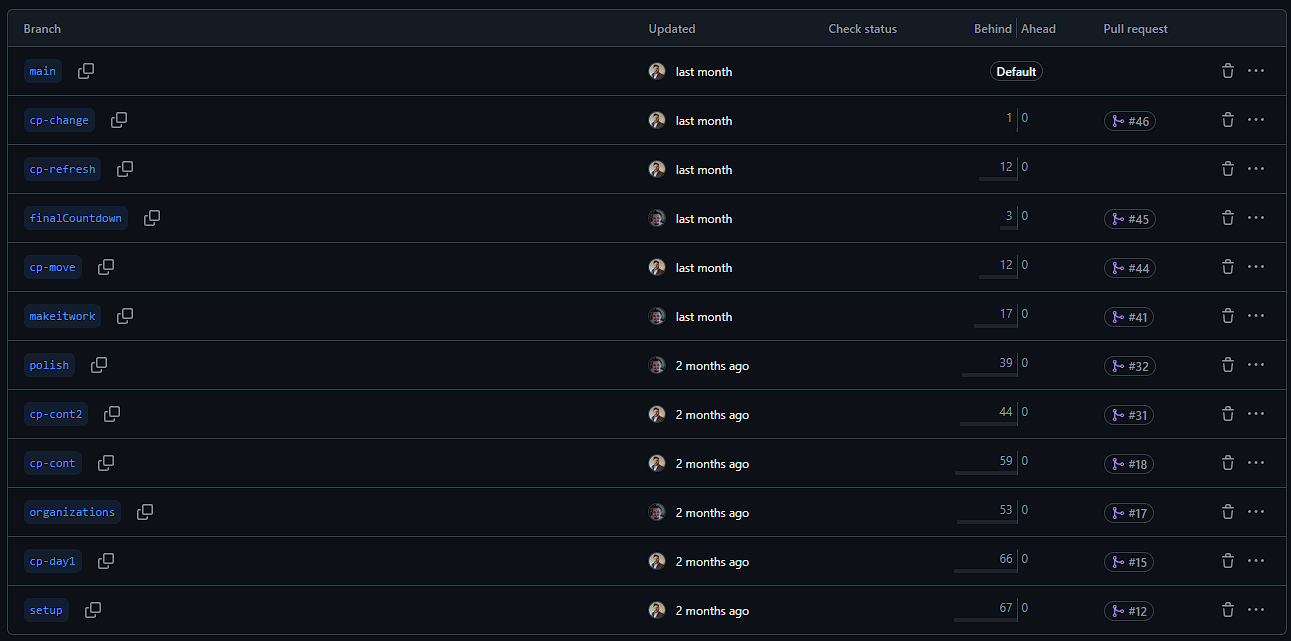 Branch Updated Check status Behind Ahead Pull request
main last month Default
cp-change last month 1 0 #46
cp-refresh last month 12 0
finalCountdown last month 3 0 #45
cp-move last month 12 0 #44
makeitwork last month 17 0 #41
polish 2 months ago 39 0 #32
cp-cont2 2 months ago 44 0 #31
cp-cont 2 months ago 59 0 #18
organizations 2 months ago 53 0 #17
cp-day1 2 months ago 66 0 #15
setup 2 months ago 67 0 #12